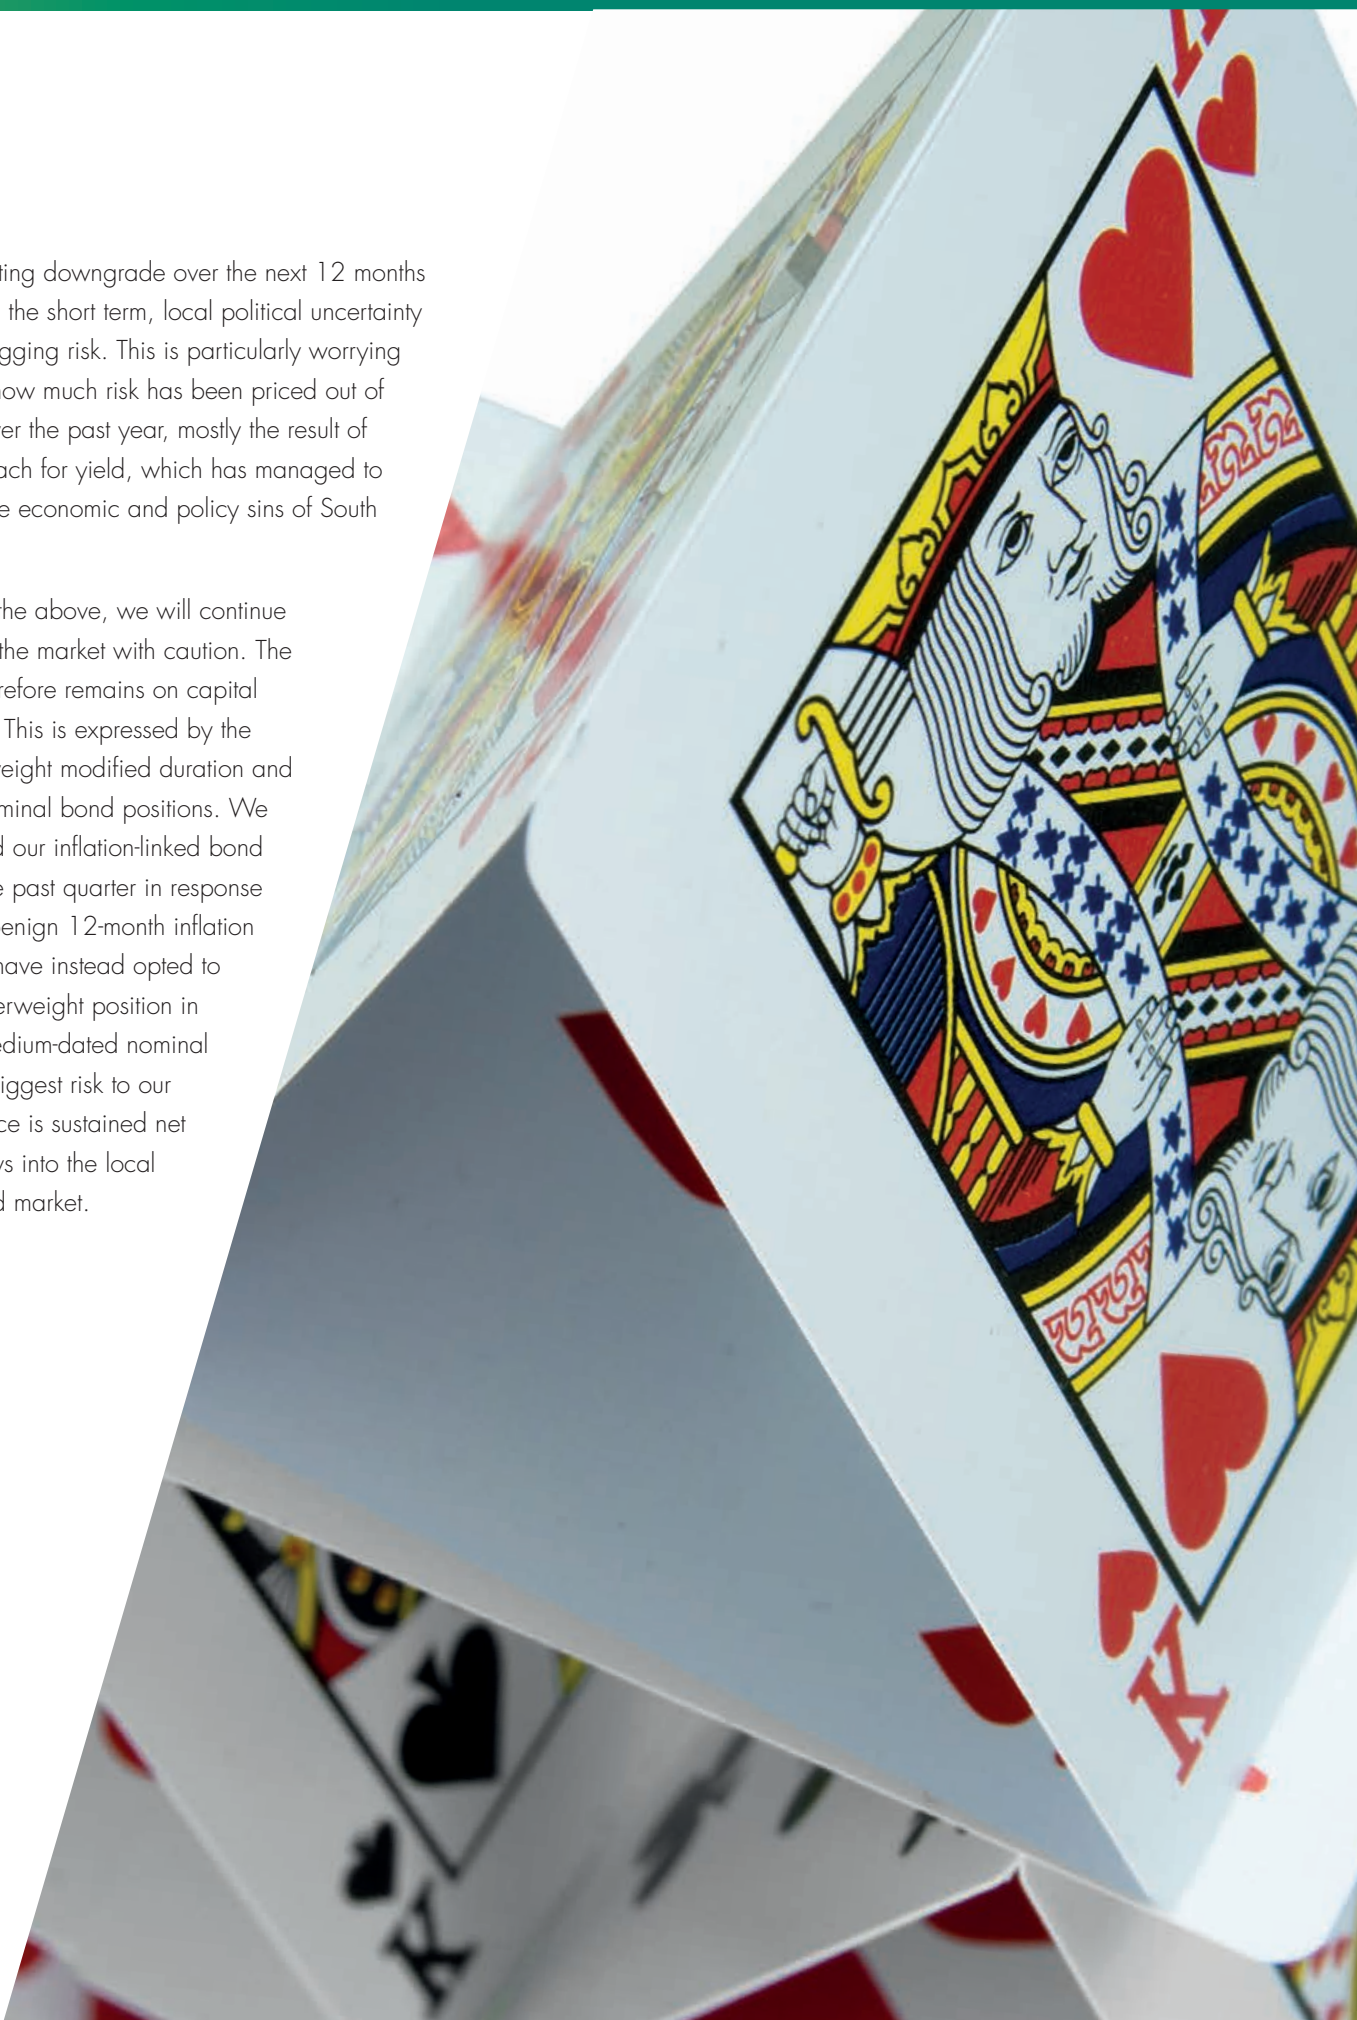 ting downgrade over the next 12 months
the short term, local political uncertainty
gging risk. This is particularly worrying
how much risk has been priced out of
er the past year, mostly the result of
ach for yield, which has managed to
e economic and policy sins of South
the above, we will continue
the market with caution. The
refore remains on capital
This is expressed by the
eight modified duration and
minal bond positions. We
d our inflation-linked bond
e past quarter in response
enign 12-month inflation
have instead opted to
erweight position in
edium-dated nominal
iggest risk to our
ce is sustained net
ws into the local
d market.
K
K